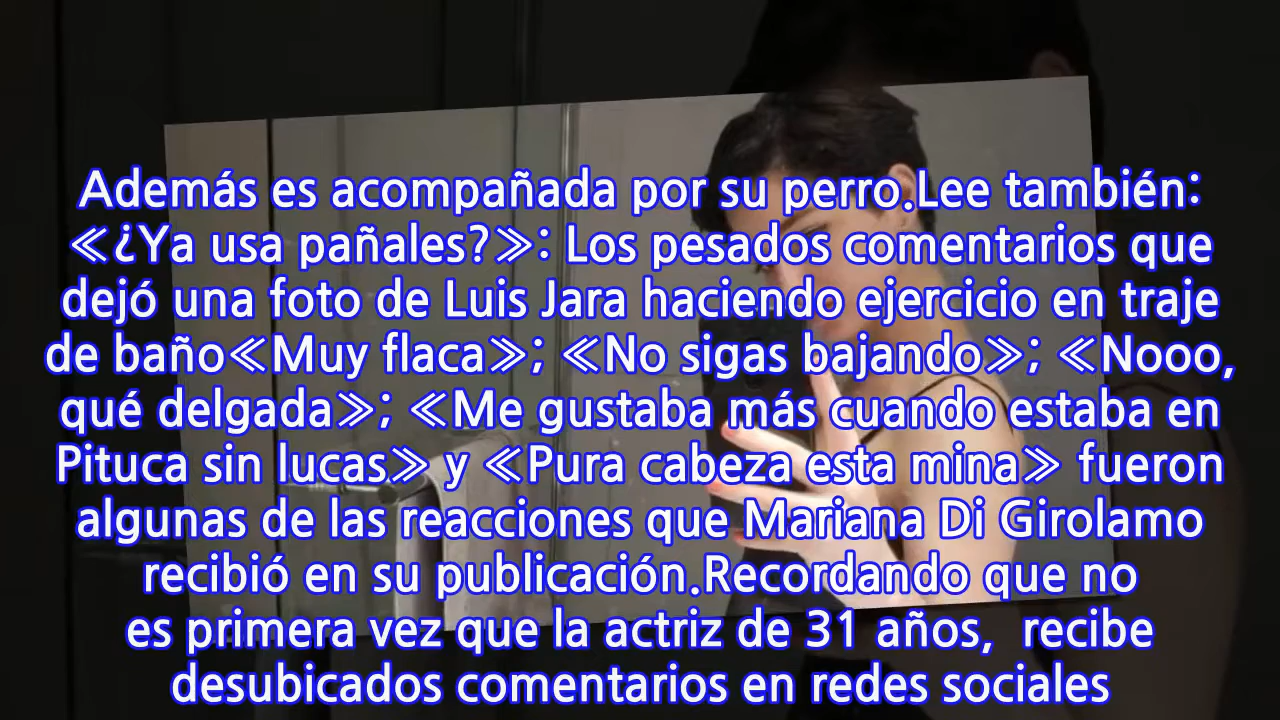 Además es acompañada por su perro.Lee también:
≪¿Ya usa pañales?≫: Los pesados comentarios que
dejó una foto de Luis Jara haciendo ejercicio en traje
de baño≪Muy flaca≫; ≪No sigas bajando≫; ≪Nooo,
qué delgada≫; ≪Me gustaba más cuando estaba en
Pituca sin lucas≫ y ≪Pura cabeza esta mina≫ fueron
algunas de las reacciones que Mariana Di Girolamo
recibió en su publicación.Recordando que no
es primera vez que la actriz de 31 años,  recibe
desubicados comentarios en redes sociales